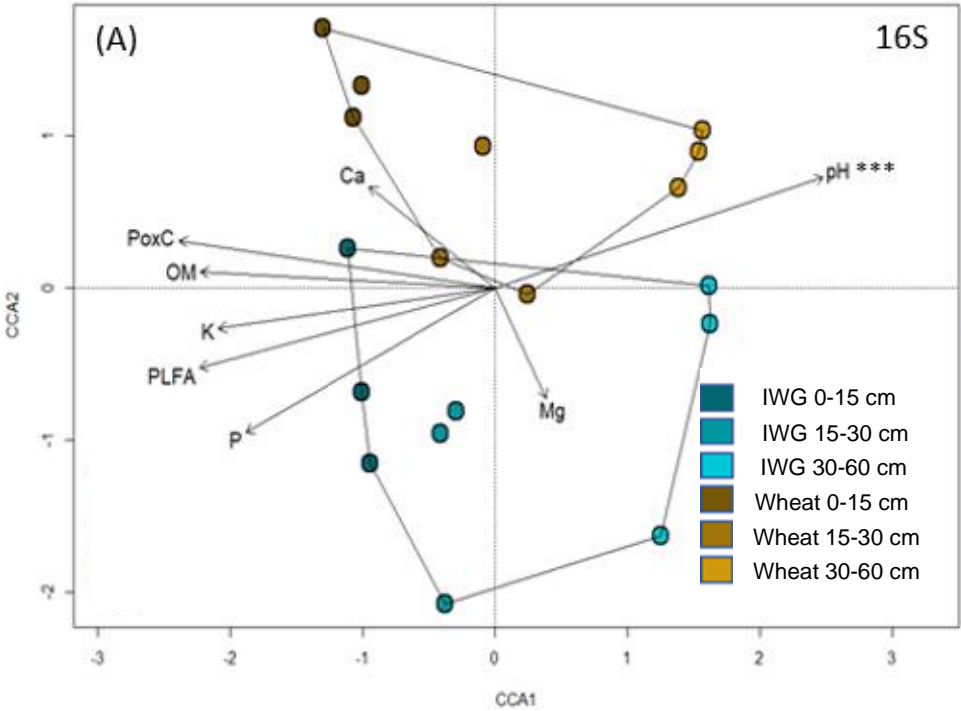 (A) 16S
1
Ca
pH ***
PoxC
OM
0
K
PLFA
Mg
P
-1
-2
CCA2
IWG 0-15 cm
IWG 15-30 cm
IWG 30-60 cm
Wheat 0-15 cm
Wheat 15-30 cm
Wheat 30-60 cm
-3 -2 -1 0 1 2 3
CCA1